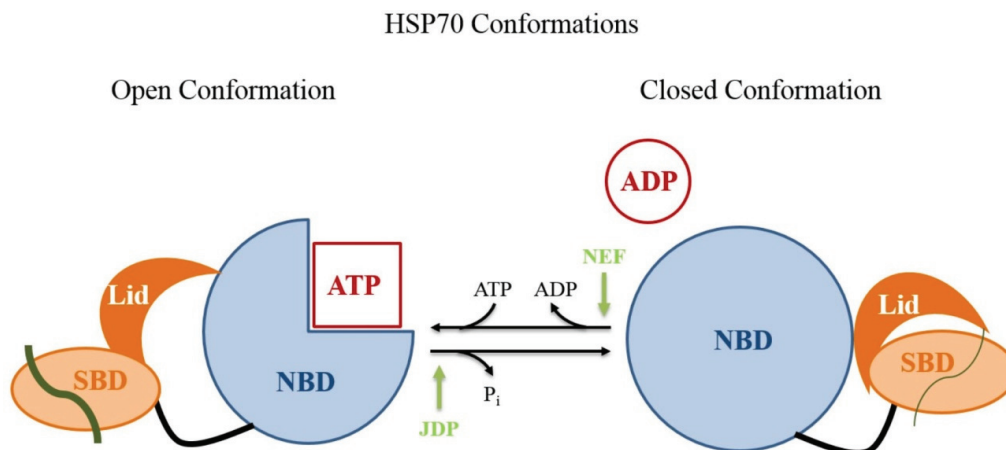 HSP70 Conformations
Open Conformation
Closed Conformation
ADP
NEF
Lid
ATP
ATP
ADP
Lid
SBD
NBD
NBD
SBD
Pi
JDP